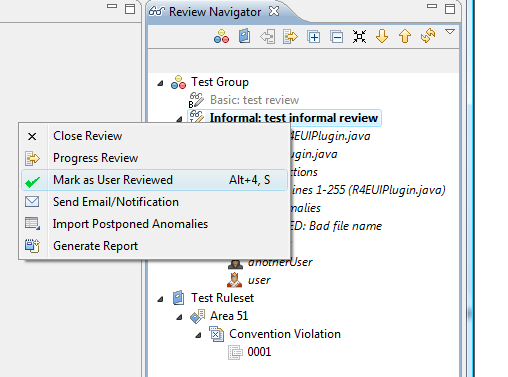 Review Navigator
Test Group
Basic: test review
Informal: test informal review
R4EUIPlugin.java
java
ctions
ines 1-255 (R4EUIPlugin.java)
malies
ED: Bad file name
anotherUser
user
Test Ruleset
Area 51
Convention Violation
0001
Close Review
Progress Review
Mark as User Reviewed Alt+4, S
Send Email/Notification
Import Postponed Anomalies
Generate Report